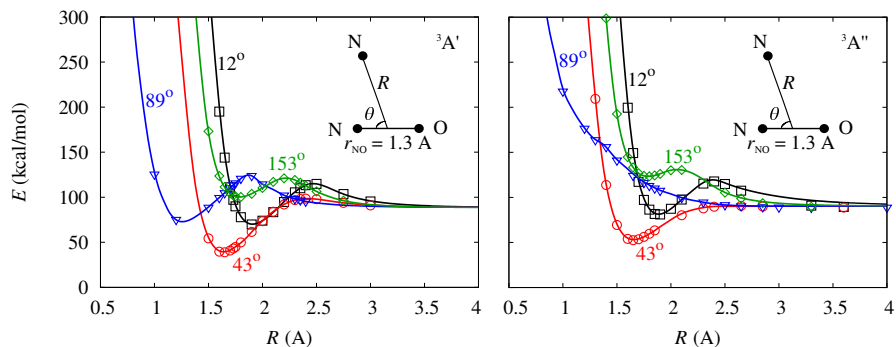 300
250
200
150
100
50
0
E (kcal/mol)
0.5 1 1.5 2 2.5 3 3.5 4
R (A)
³A'
89°
12°
153°
43°
N
R
θ
N O
rNO = 1.3 A
0.5 1 1.5 2 2.5 3 3.5 4
R (A)
³A"
89°
12°
153°
43°
N
R
θ
N O
rNO = 1.3 A